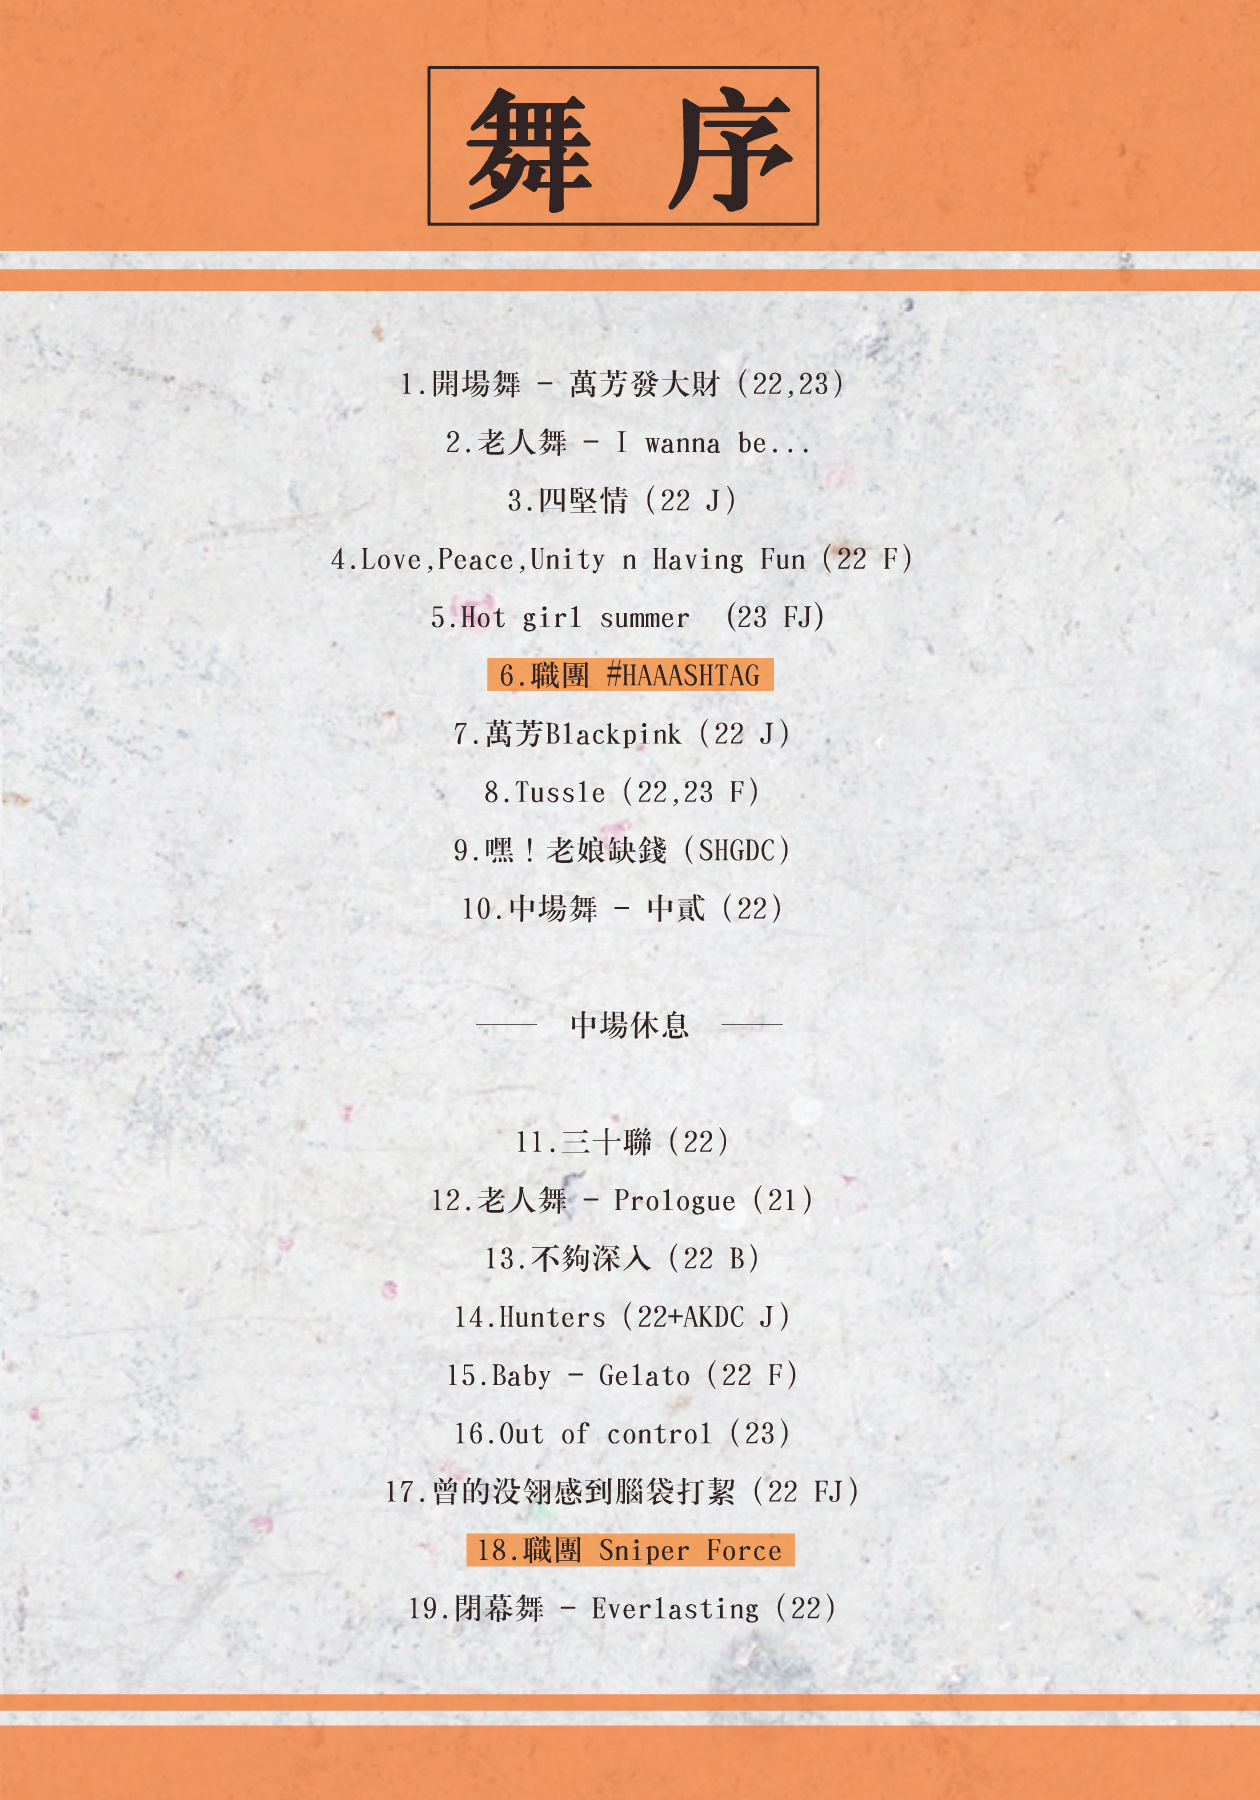 舞序
1.開場舞 - 萬芳發大財 (22,23)
2.老人舞 - I wanna be...
3.四堅情 (22 J)
4.Love,Peace,Unity n Having Fun (22 F)
5.Hot girl summer (23 FJ)
6.職團 #HAAASHTAG
7.萬芳Blackpink (22 J)
8.Tussle (22,23 F)
9.嘿！老娘缺錢 (SHGDC)
10.中場舞 - 中貳 (22)
中場休息
11.三十聯 (22)
12.老人舞 - Prologue (21)
13.不夠深入 (22 B)
14.Hunters (22+AKDC J)
15.Baby - Gelato (22 F)
16.Out of control (23)
17.曾的没翎感到腦袋打絜 (22 FJ)
18.職團 Sniper Force
19.閉幕舞 - Everlasting (22)